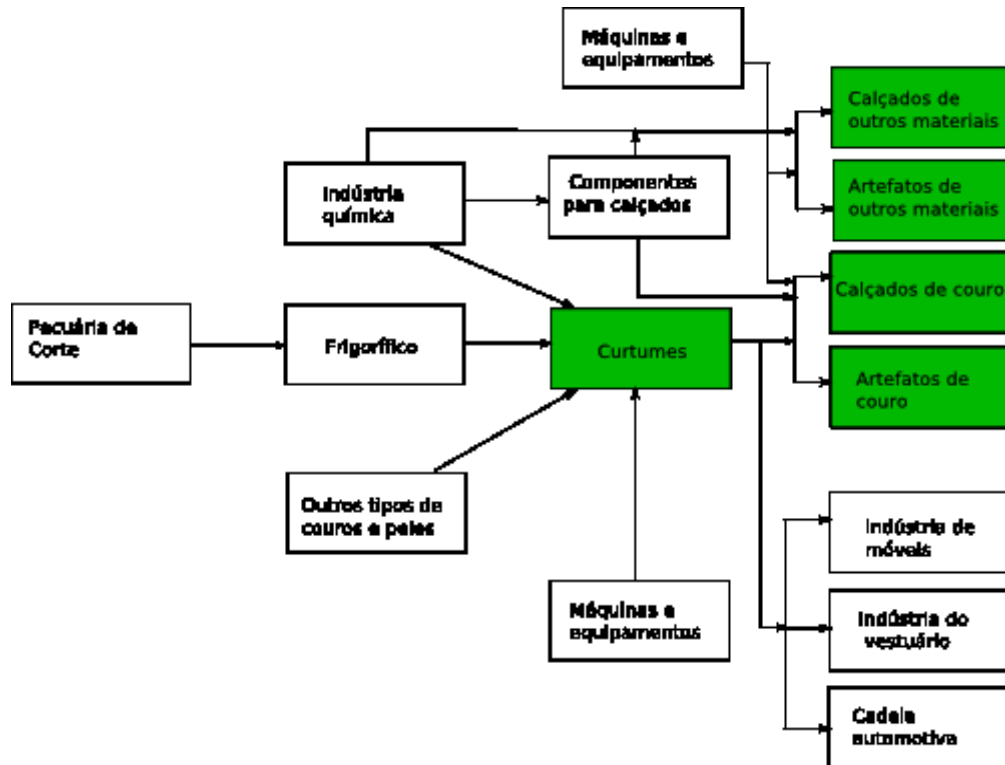 Máquinas e
equipamentos
Calçados de
outros materiais
Indústria
química
Componentes
para calçados
Artefatos de
outros materiais
Calçados de couro
Pecuária de
Corte
Frigorífico
Curtumes
Artefatos de
couro
Outros tipos de
couros e peles
Indústria de
móveis
Máquinas e
equipamentos
Indústria do
vestuário
Cadeia
automotiva